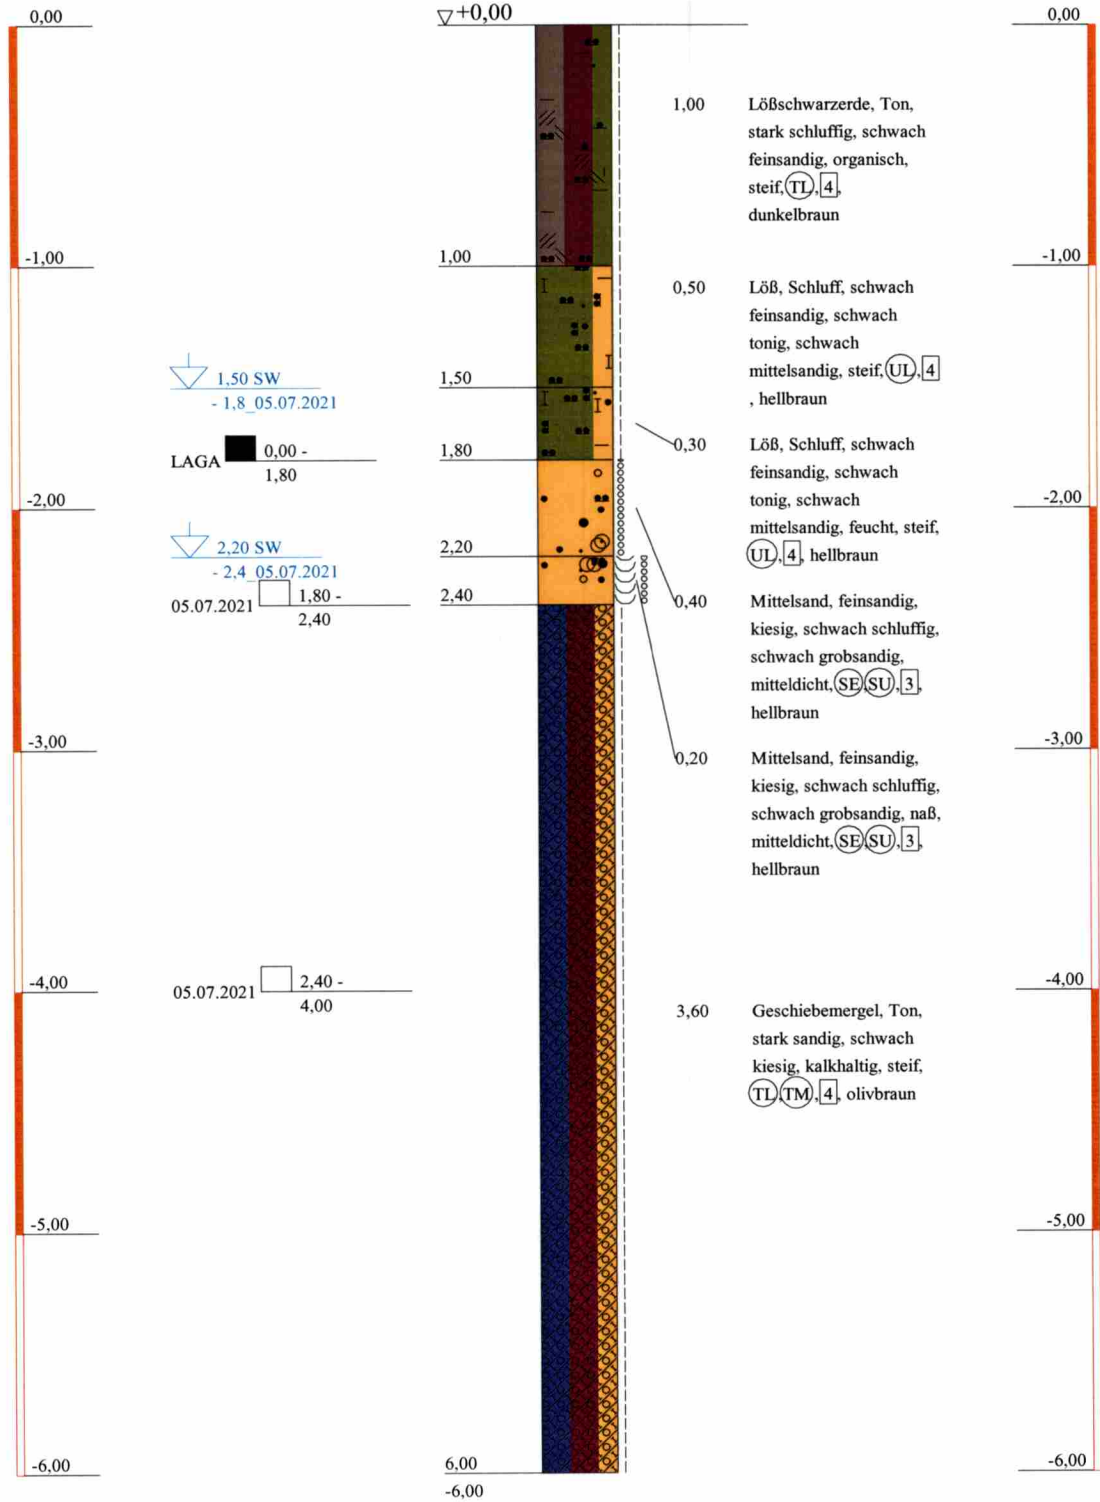 0,00
+0,00
0,00
1,00 Lößschwarzerde, Ton,
stark schluffig, schwach
feinsandig, organisch,
steif, TL, 4,
dunkelbraun
-1,00
1,00
-1,00
0,50 Löß, Schluff, schwach
feinsandig, schwach
tonig, schwach
mittelsandig, steif, UL, 4
, hellbraun
1,50 SW
- 1,8_05.07.2021
1,50
LAGA 0,00 -
1,80
1,80
0,30 Löß, Schluff, schwach
feinsandig, schwach
tonig, schwach
mittelsandig, feucht, steif,
UL, 4, hellbraun
-2,00
-2,00
2,20 SW
- 2,4_05.07.2021
2,20
05.07.2021 1,80 -
2,40
2,40
0,40 Mittelsand, feinsandig,
kiesig, schwach schluffig,
schwach grobsandig,
mitteldicht, SE, SU, 3,
hellbraun
-3,00
-3,00
0,20 Mittelsand, feinsandig,
kiesig, schwach schluffig,
schwach grobsandig, naß,
mitteldicht, SE, SU, 3,
hellbraun
-4,00
05.07.2021 2,40 -
4,00
-4,00
3,60 Geschiebemergel, Ton,
stark sandig, schwach
kiesig, kalkhaltig, steif,
TL, TM, 4, olivbraun
-5,00
-5,00
-6,00
6,00
-6,00
-6,00